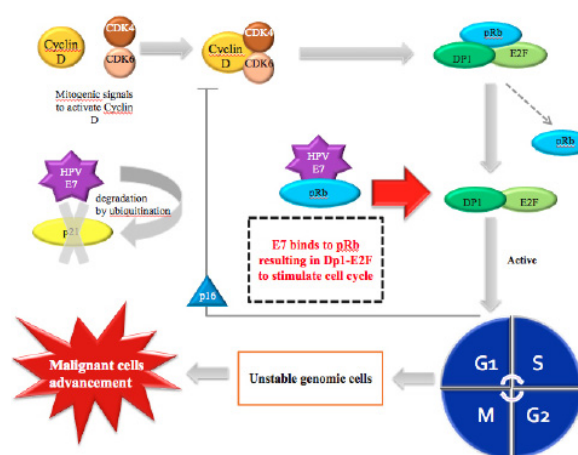 CDK4
Cyclin
D
CDK6
Mitogenic signals
to activate Cyclin
D
CDK4
Cyclin
D
CDK6
pRb
DP1
E2F
pRb
HPV
E7
degradation
by ubiquitination
p21
HPV
E7
pRb
DP1
E2F
E7 binds to pRb
resulting in Dp1-E2F
to stimulate cell cycle
Active
p16
Malignant cells
advancement
Unstable genomic cells
G1
S
M
G2